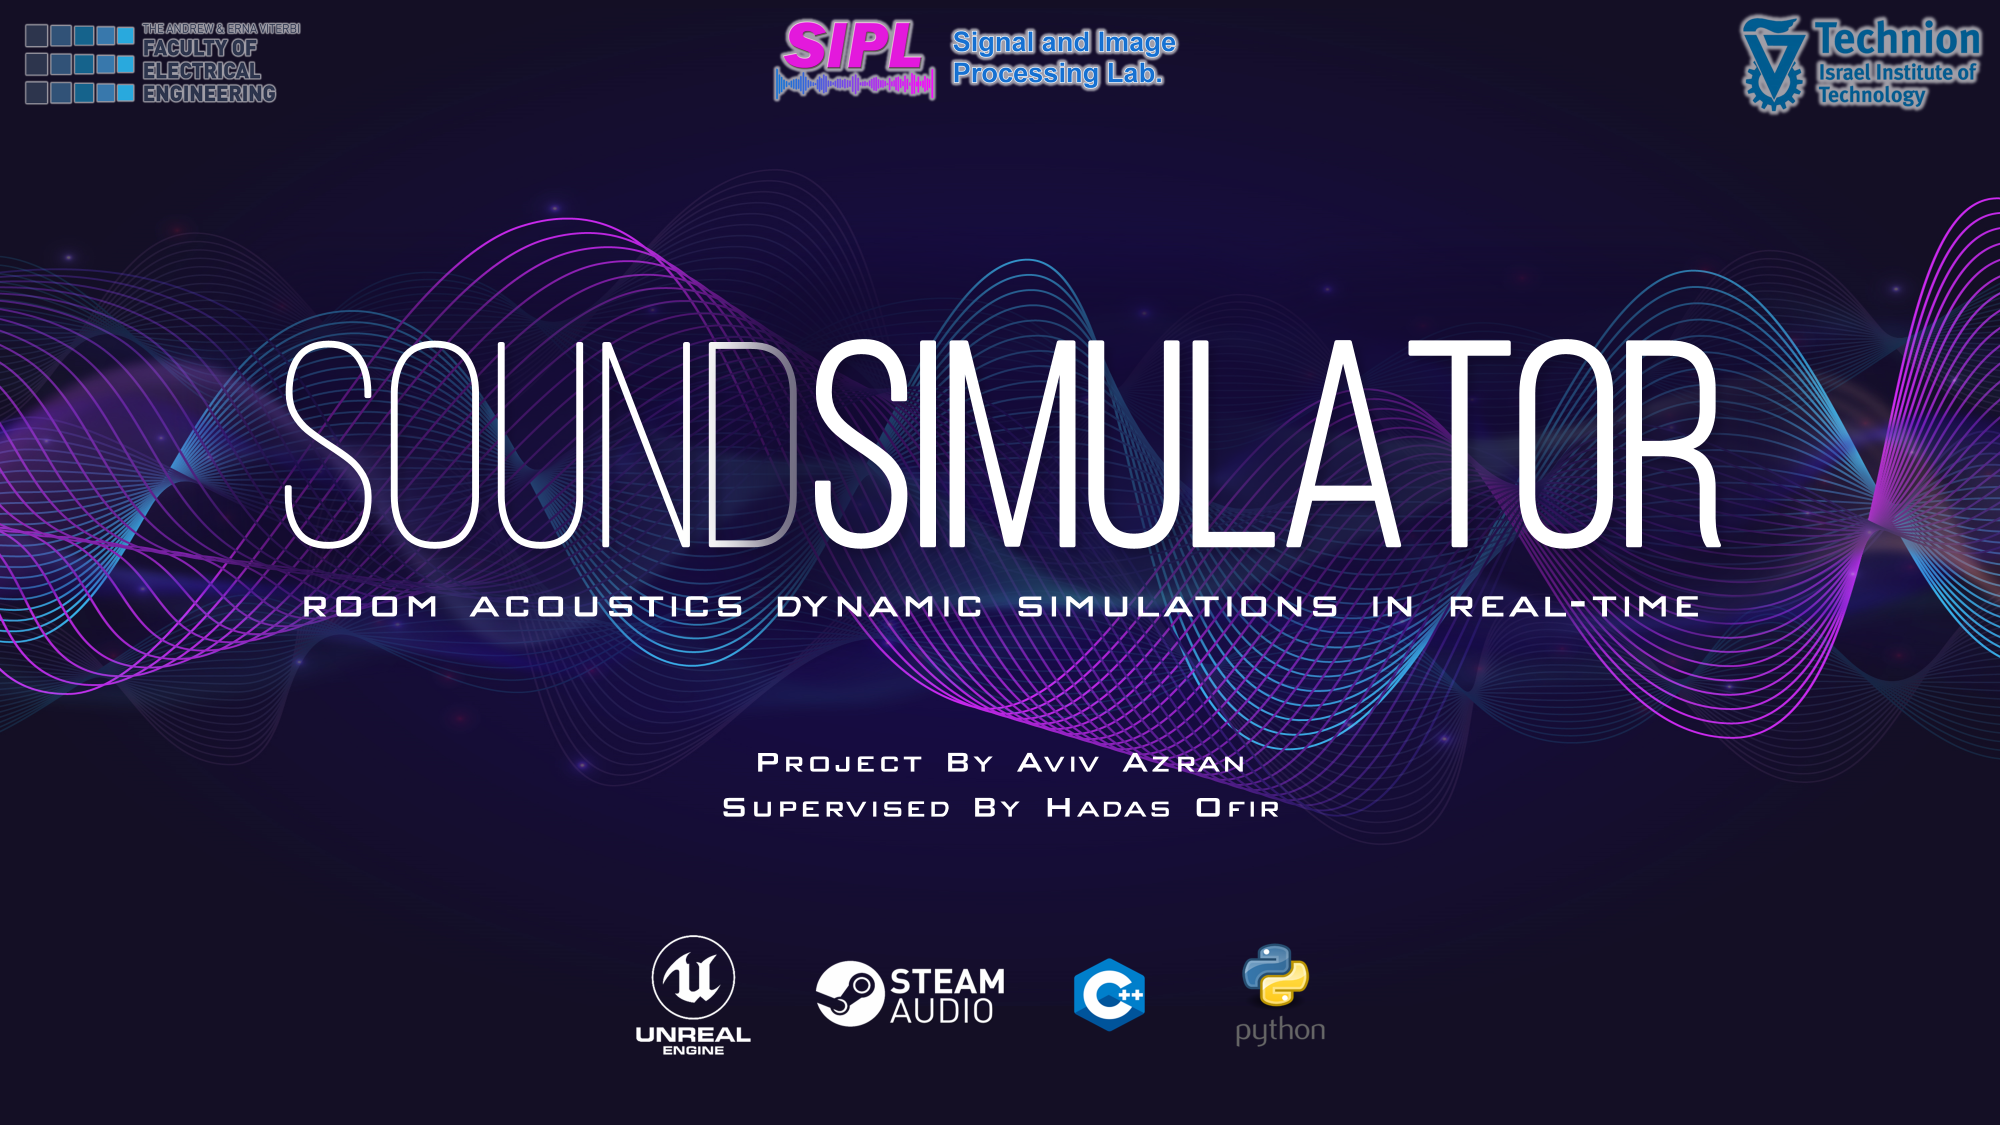 THE ANDREW & ERNA VITERBI
FACULTY OF
ELECTRICAL
ENGINEERING
SIPL
Signal and Image
Processing Lab.
Technion
Israel Institute of
Technology
SOUNDSIMULATOR
ROOM ACOUSTICS DYNAMIC SIMULATIONS IN REAL-TIME
Project By Aviv Azran
Supervised By Hadas Ofir
UNREAL
ENGINE
STEAM
AUDIO
C++
python